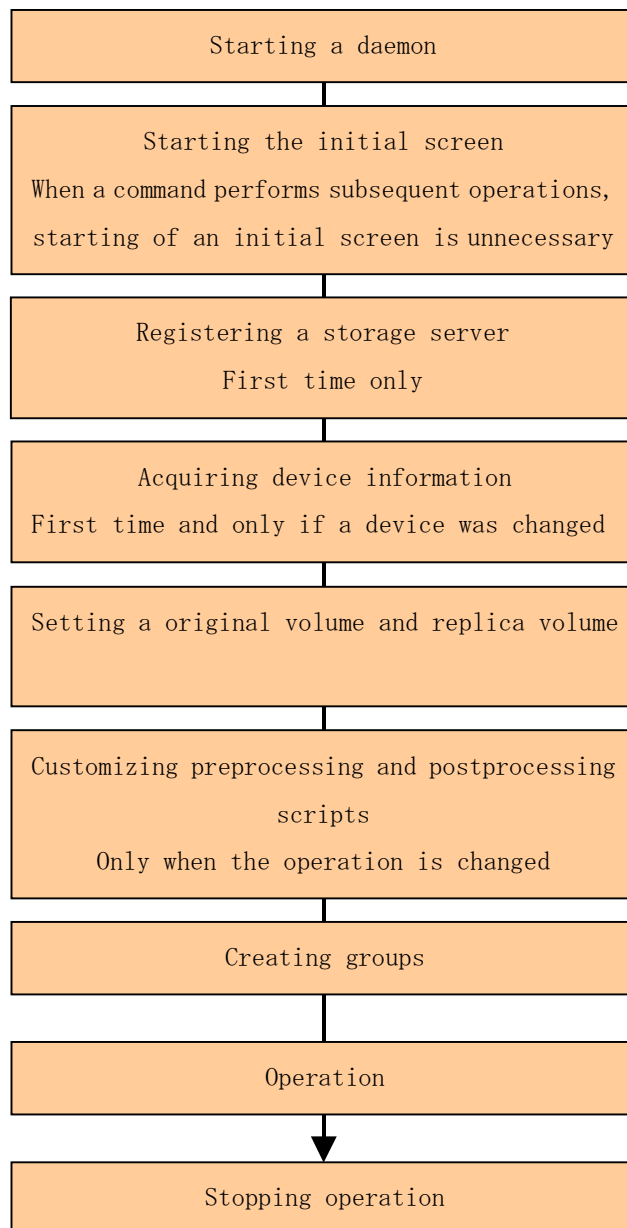 Starting a daemon
Starting the initial screen
When a command performs subsequent operations,
starting of an initial screen is unnecessary
Registering a storage server
First time only
Acquiring device information
First time and only if a device was changed
Setting a original volume and replica volume
Customizing preprocessing and postprocessing
scripts
Only when the operation is changed
Creating groups
Operation
Stopping operation